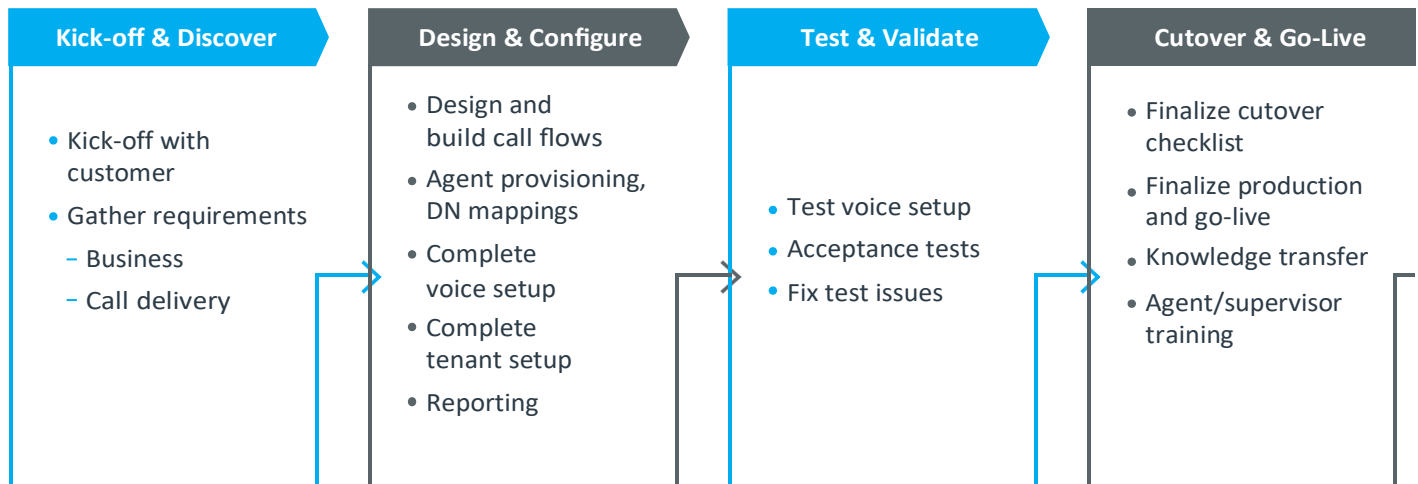 Kick-off & Discover
• Kick-off with
customer
• Gather requirements
– Business
– Call delivery
Design & Configure
• Design and
build call flows
• Agent provisioning,
DN mappings
• Complete
voice setup
• Complete
tenant setup
• Reporting
Test & Validate
• Test voice setup
• Acceptance tests
• Fix test issues
Cutover & Go-Live
• Finalize cutover
checklist
• Finalize production
and go-live
• Knowledge transfer
• Agent/supervisor
training